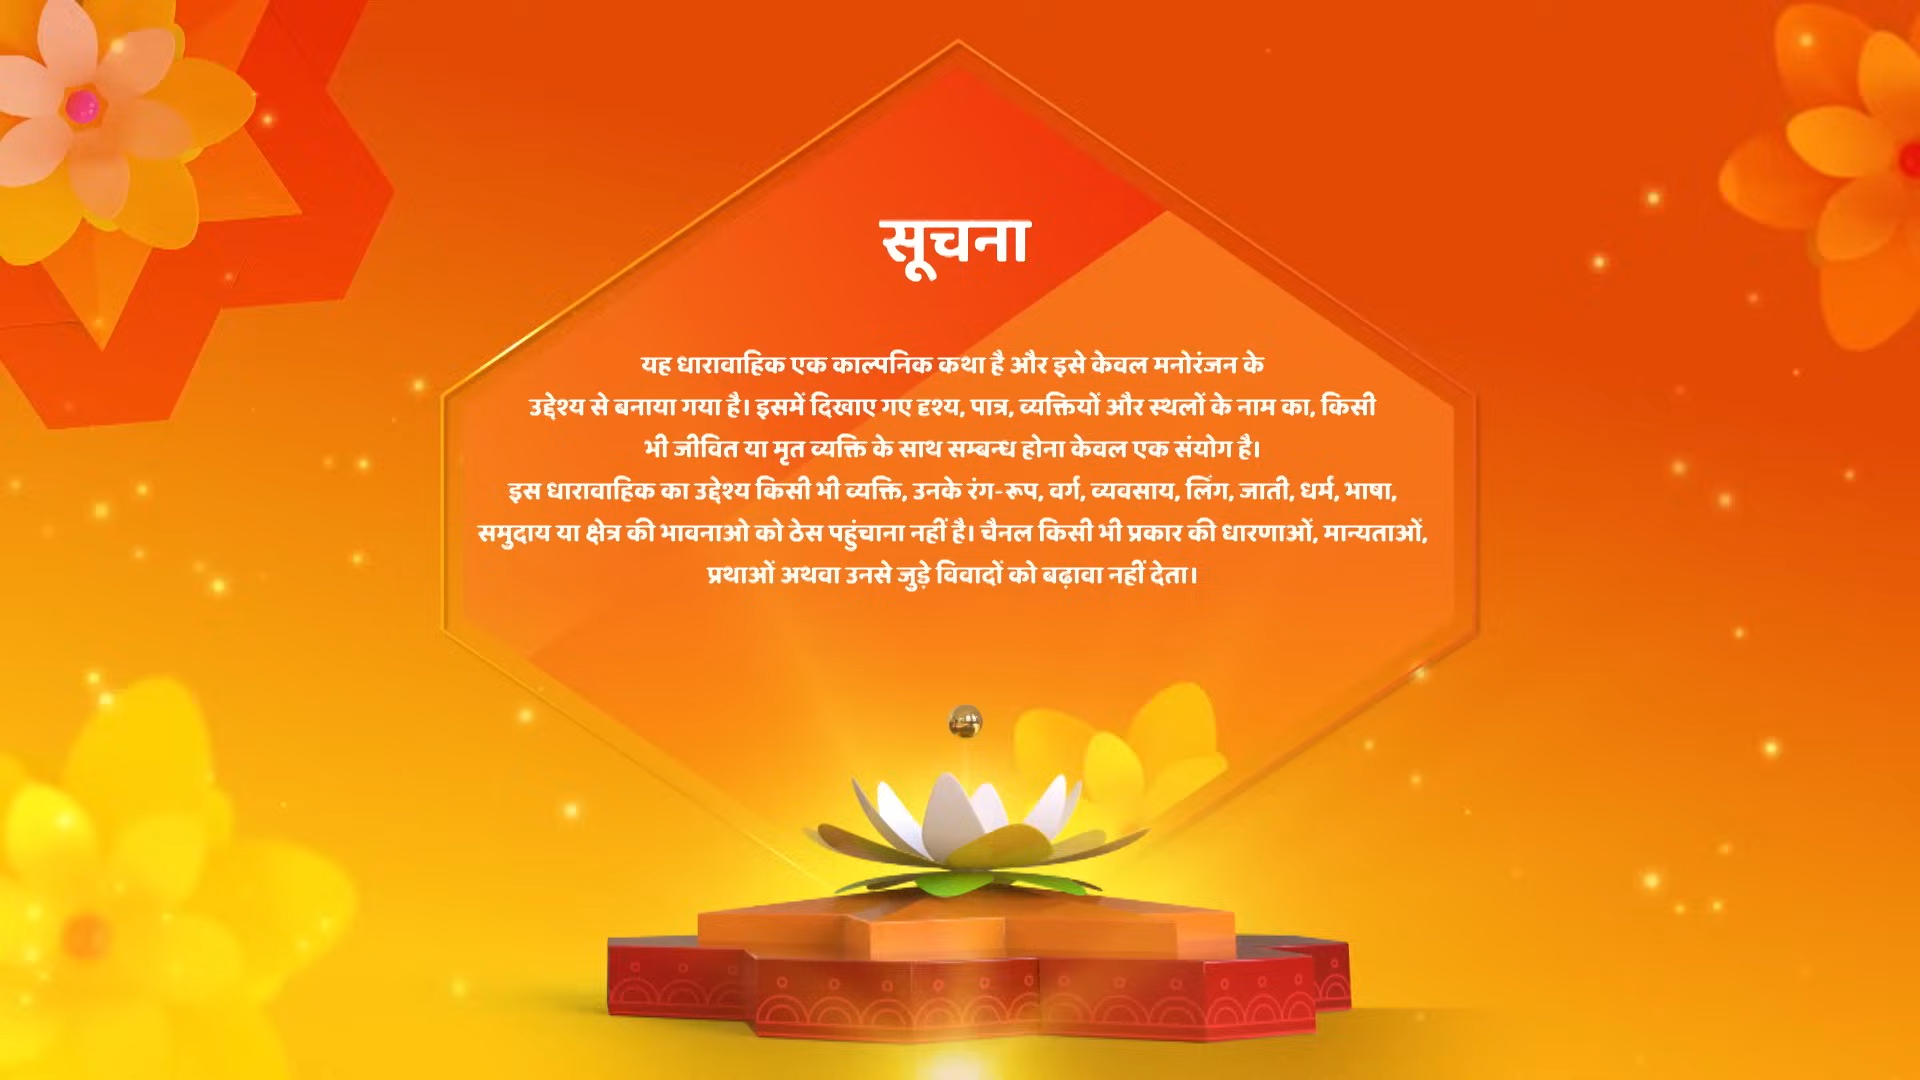 सूचना
यह धारावाहिक एक काल्पनिक कथा है और इसे केवल मनोरंजन के
उद्देश्य से बनाया गया है। इसमें दिखाए गए दृश्य, पात्र, व्यक्तियों और स्थलों के नाम का, किसी
भी जीवित या मृत व्यक्ति के साथ सम्बन्ध होना केवल एक संयोग है।
इस धारावाहिक का उद्देश्य किसी भी व्यक्ति, उनके रंग-रूप, वर्ग, व्यवसाय, लिंग, जाती, धर्म, भाषा,
समुदाय या क्षेत्र की भावनाओ को ठेस पहुंचाना नहीं है। चैनल किसी भी प्रकार की धारणाओं, मान्यताओं,
प्रथाओं अथवा उनसे जुड़े विवादों को बढ़ावा नहीं देता।